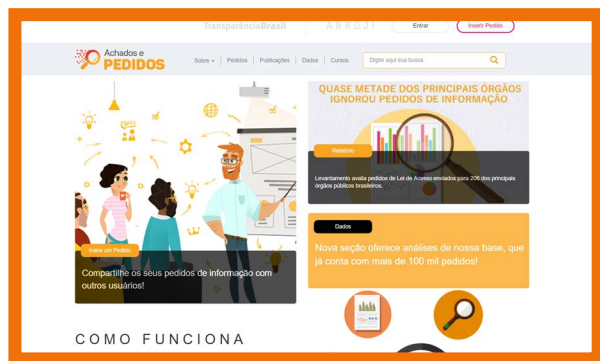 TransparênciaBrasil
ABRAJI
Entrar
Inserir Pedido
Achados e
PEDIDOS
Sobre
Pedidos
Publicações
Dados
Cursos
Digite aqui sua busca
QUASE METADE DOS PRINCIPAIS ÓRGÃOS
IGNOROU PEDIDOS DE INFORMAÇÃO
Relatório
Levantamento avalia pedidos de Lei de Acesso enviados para 206 dos principais
órgãos públicos brasileiros.
Insira um Pedido
Compartilhe os seus pedidos de informação com
outros usuários!
Dados
Nova seção oferece análises de nossa base, que
já conta com mais de 100 mil pedidos!
COMO FUNCIONA